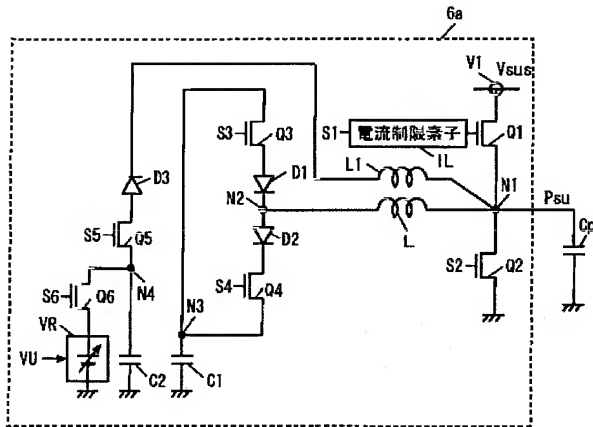 6a
V1 Vsus
S3 Q3
S1 電流制限素子 Q1
IL
L1
D3
D1
N2
N1
Psu
L
D2
Cp
S5 Q5
S2 Q2
S6 Q6 N4
S4 Q4
N3
VR
VU
C2
C1